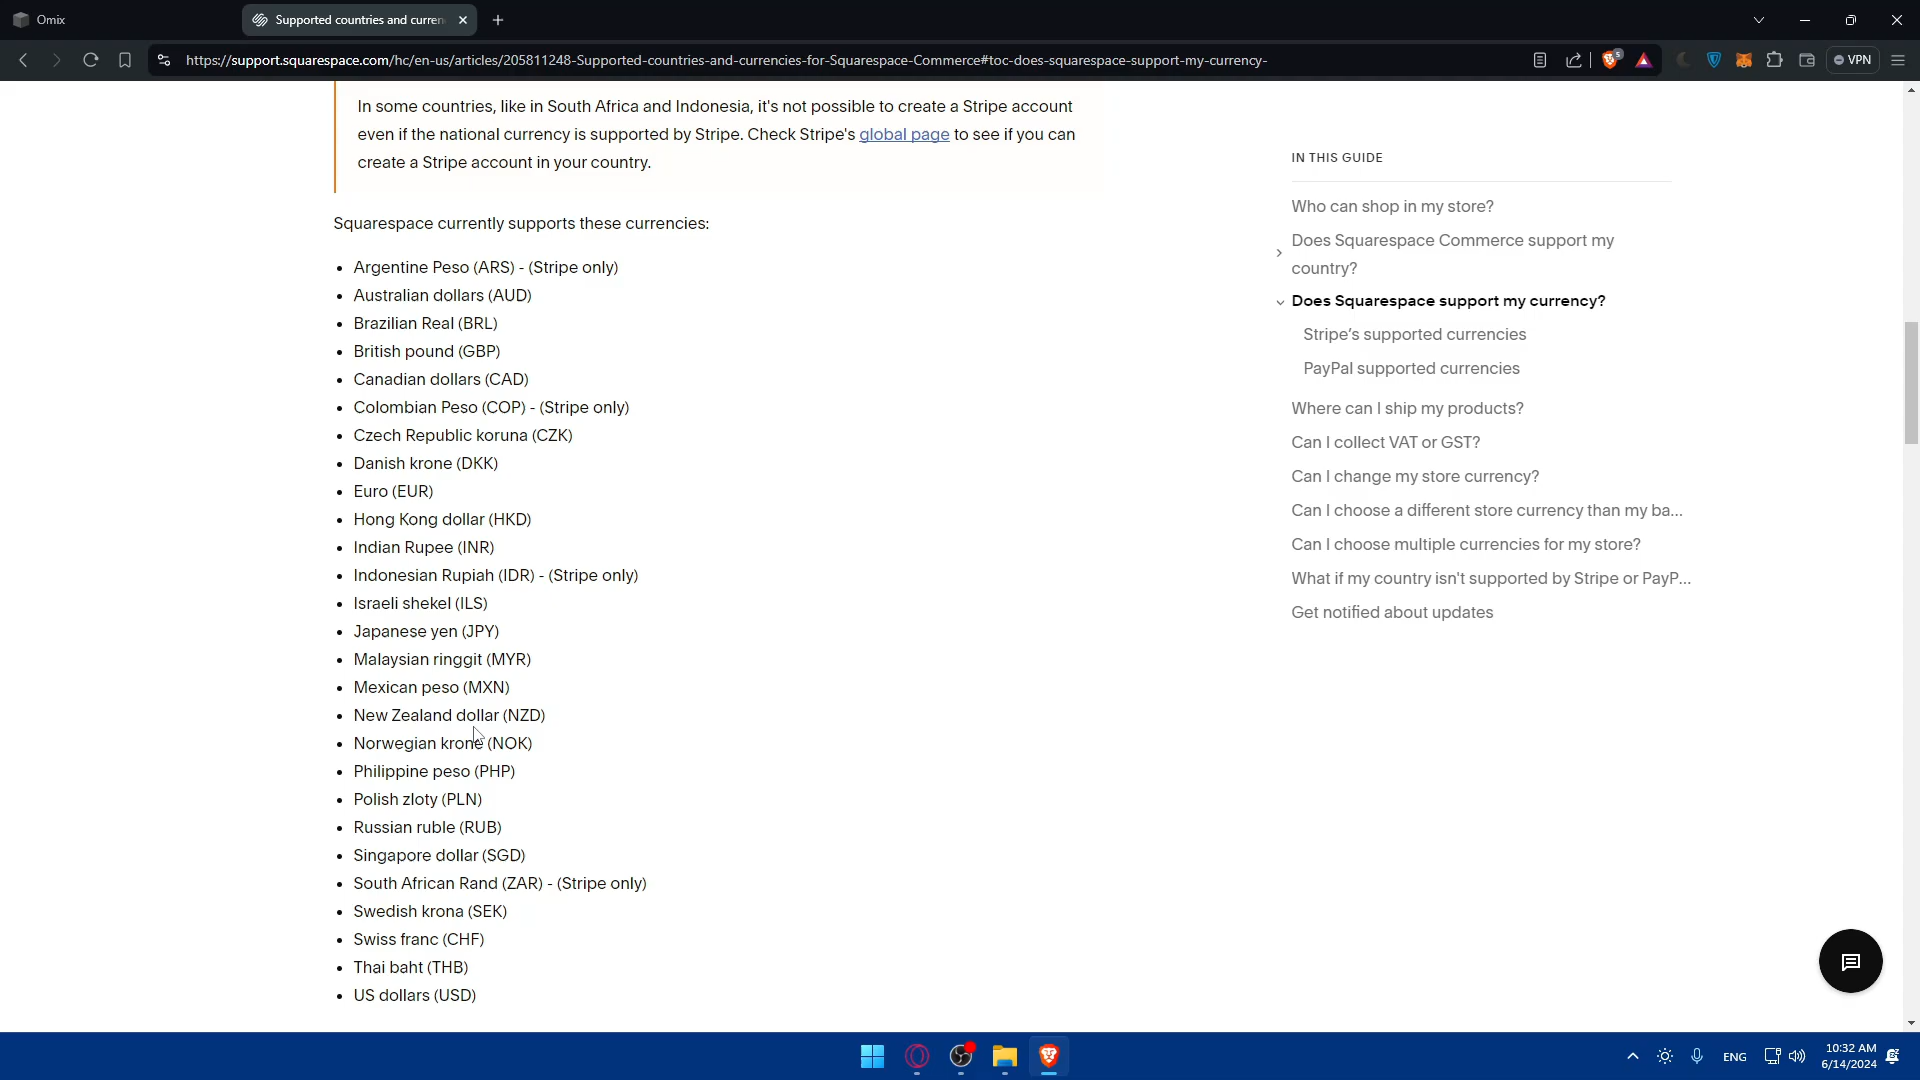 Omix
Supported countries and curren
https://support.squarespace.com/hc/en-us/articles/205811248-Supported-countries-and-currencies-for-Squarespace-Commerce#toc-does-squarespace-support-my-currency-
5
VPN
In some countries, like in South Africa and Indonesia, it's not possible to create a Stripe account
even if the national currency is supported by Stripe. Check Stripe's global page to see if you can
create a Stripe account in your country.
Squarespace currently supports these currencies:
• Argentine Peso (ARS) - (Stripe only)
• Australian dollars (AUD)
• Brazilian Real (BRL)
• British pound (GBP)
• Canadian dollars (CAD)
• Colombian Peso (COP) - (Stripe only)
• Czech Republic koruna (CZK)
• Danish krone (DKK)
• Euro (EUR)
• Hong Kong dollar (HKD)
• Indian Rupee (INR)
• Indonesian Rupiah (IDR) - (Stripe only)
• Israeli shekel (ILS)
• Japanese yen (JPY)
• Malaysian ringgit (MYR)
• Mexican peso (MXN)
• New Zealand dollar (NZD)
• Norwegian krone (NOK)
• Philippine peso (PHP)
• Polish zloty (PLN)
• Russian ruble (RUB)
• Singapore dollar (SGD)
• South African Rand (ZAR) - (Stripe only)
• Swedish krona (SEK)
• Swiss franc (CHF)
• Thai baht (THB)
• US dollars (USD)
IN THIS GUIDE
Who can shop in my store?
Does Squarespace Commerce support my
country?
Does Squarespace support my currency?
Stripe's supported currencies
PayPal supported currencies
Where can I ship my products?
Can I collect VAT or GST?
Can I change my store currency?
Can I choose a different store currency than my ba...
Can I choose multiple currencies for my store?
What if my country isn't supported by Stripe or PayP...
Get notified about updates
ENG
10:32 AM
6/14/2024